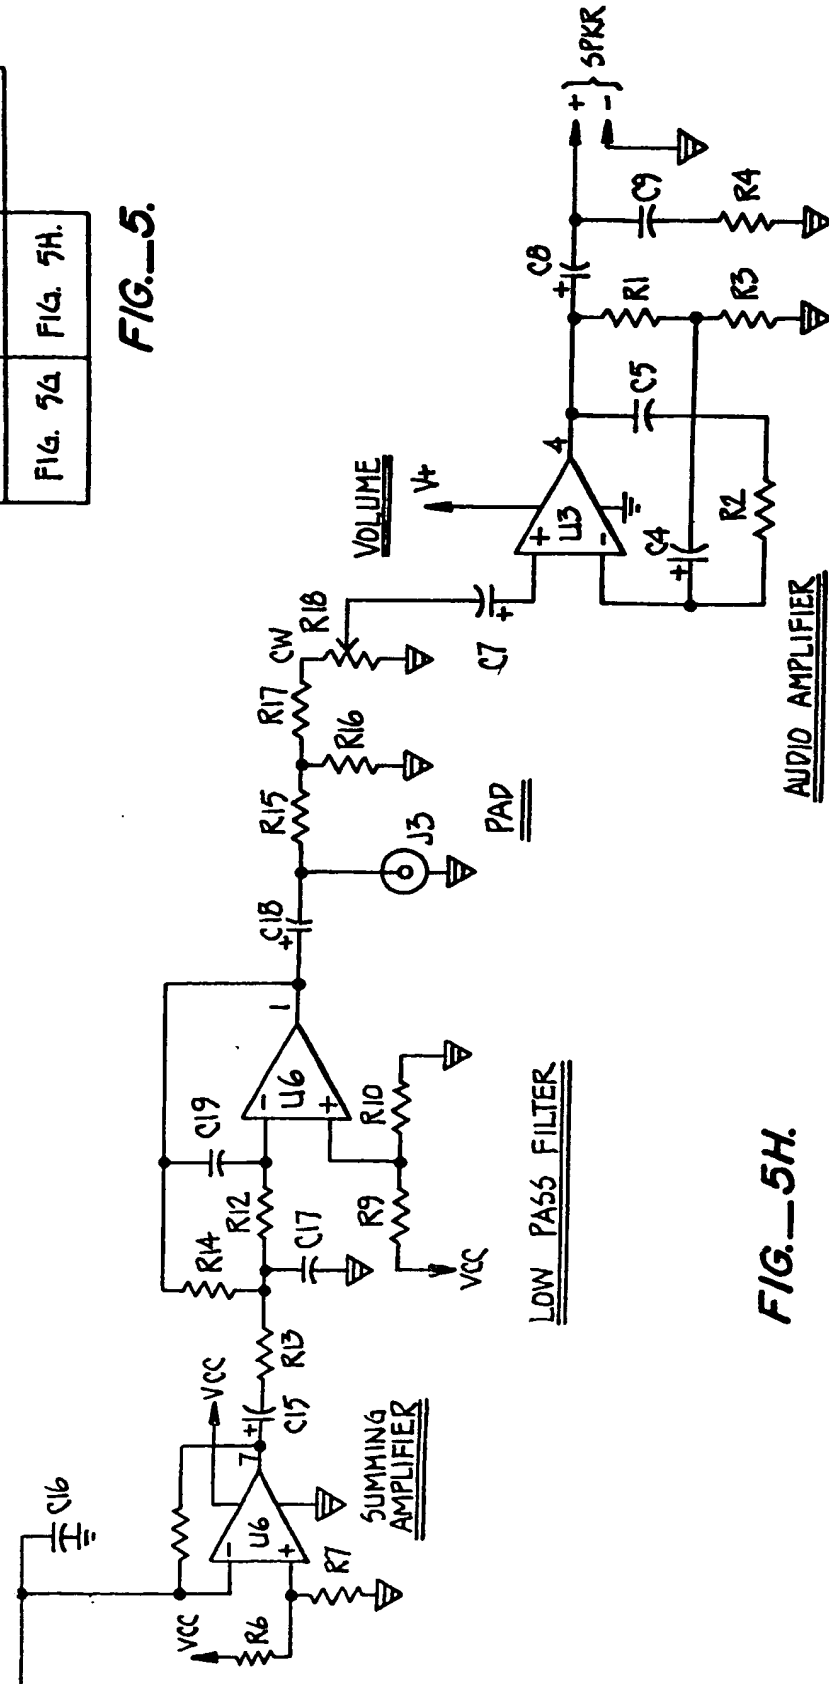 FIG. 5G FIG. 5H.
FIG._5.
C16
VCC
R6
R7
U6
-
+
7
VCC
SUMMING
AMPLIFIER
+
C15
R13
R14
R12
C17
C19
U6
-
+
1
R9
R10
VCC
LOW PASS FILTER
+
C18
J3
PAD
R15
R16
R17
CW
R18
VOLUME
C7
+
V+
U3
+
-
4
C4
+
R2
C5
R1
R3
+
C8
C9
R4
+
-
SPKR
AUDIO AMPLIFIER
FIG._5H.